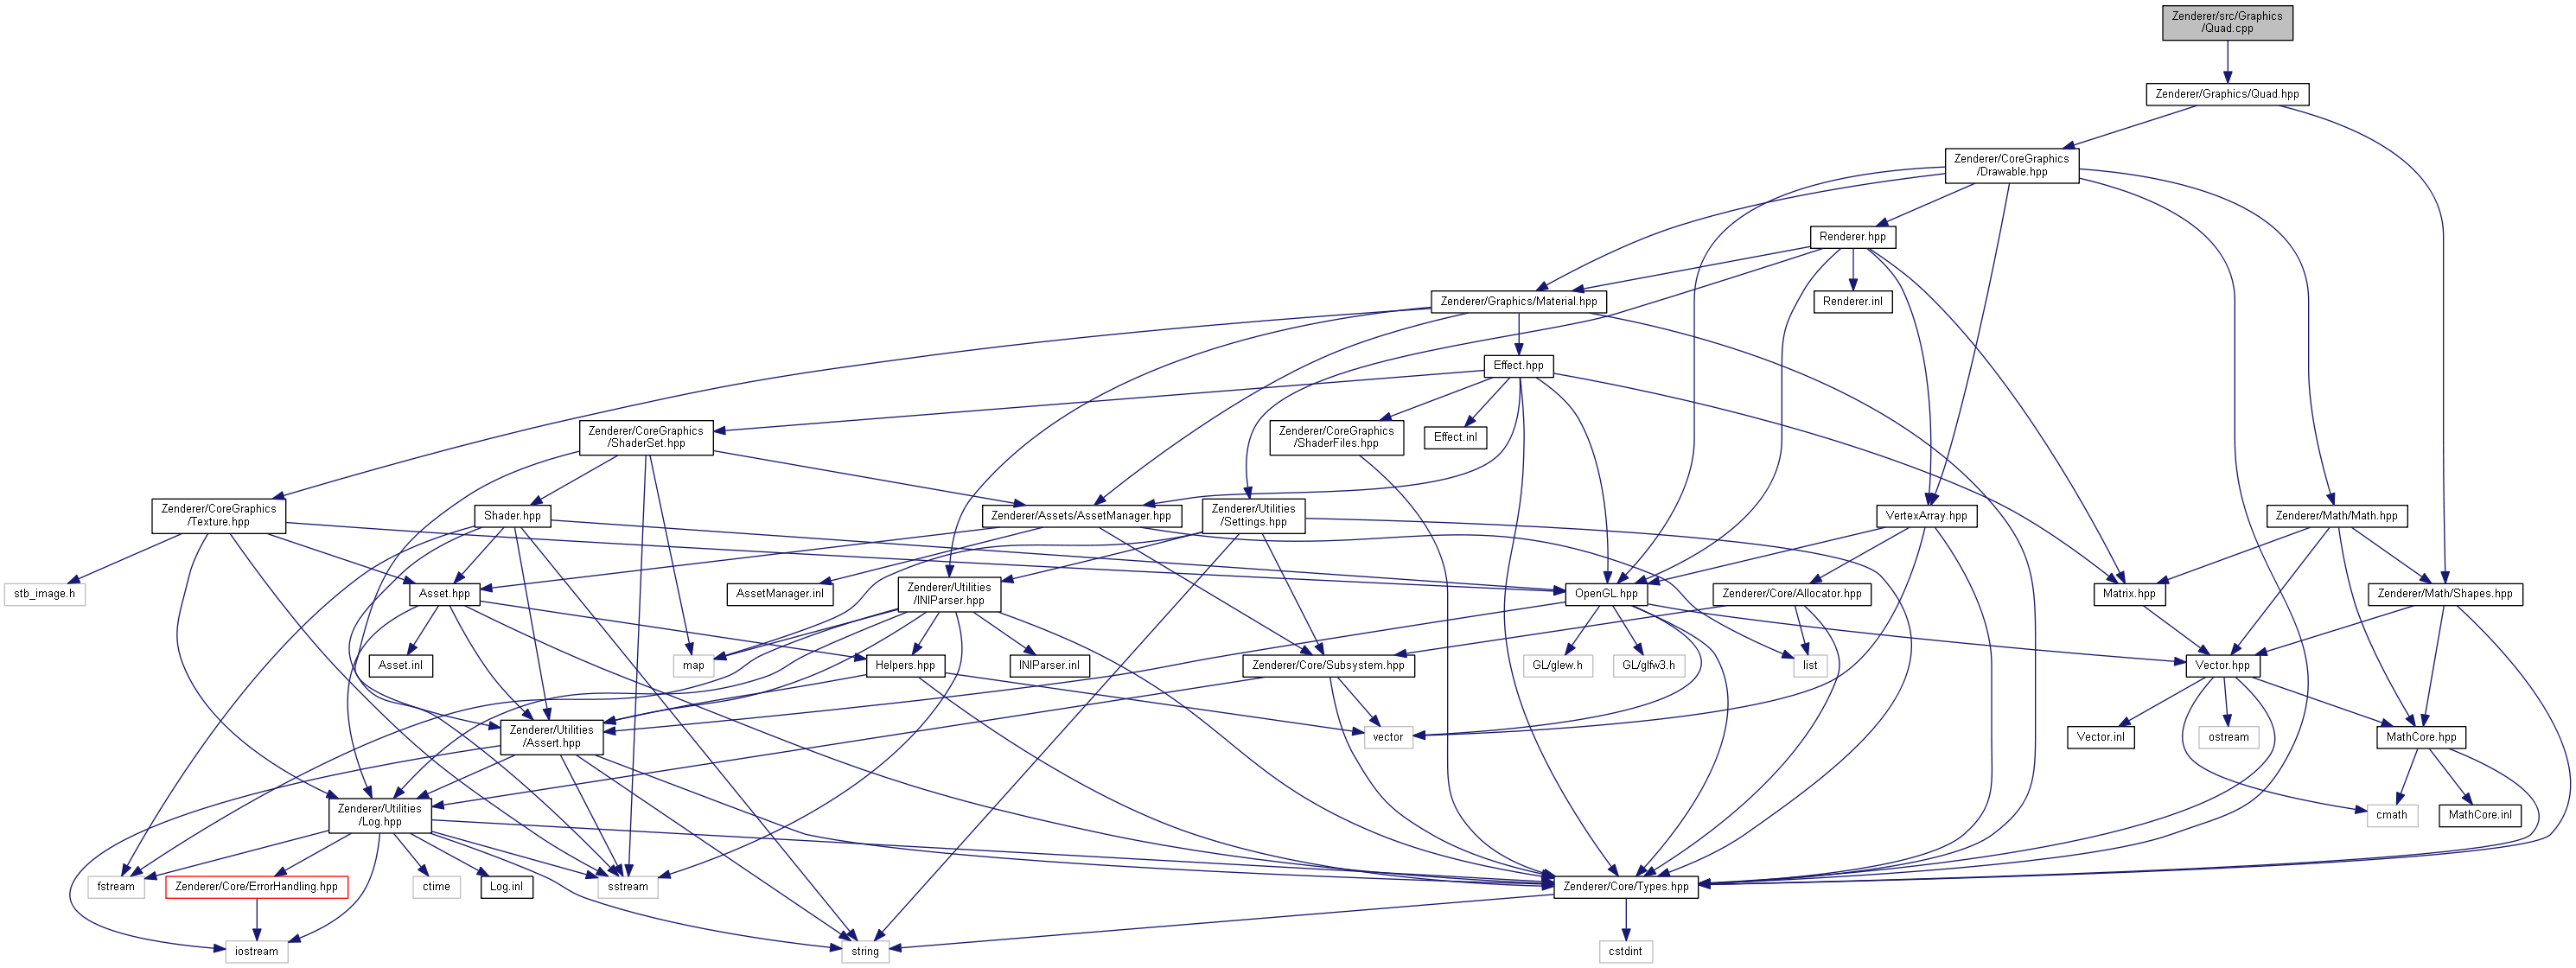 Zenderer/src/Graphics
/Quad.cpp
Zenderer/Graphics/Quad.hpp
Zenderer/CoreGraphics
/Drawable.hpp
Renderer.hpp
Zenderer/Graphics/Material.hpp
Renderer.inl
Effect.hpp
Zenderer/CoreGraphics
/ShaderSet.hpp
Zenderer/CoreGraphics
/ShaderFiles.hpp
Effect.inl
Zenderer/CoreGraphics
/Texture.hpp
Shader.hpp
Zenderer/Assets/AssetManager.hpp
Zenderer/Utilities
/Settings.hpp
VertexArray.hpp
Zenderer/Math/Math.hpp
stb_image.h
Asset.hpp
AssetManager.inl
Zenderer/Utilities
/INIParser.hpp
OpenGL.hpp
Zenderer/Core/Allocator.hpp
Matrix.hpp
Zenderer/Math/Shapes.hpp
Asset.inl
map
Helpers.hpp
INIParser.inl
Zenderer/Core/Subsystem.hpp
GL/glew.h
GL/glfw3.h
list
Vector.hpp
Zenderer/Utilities
/Assert.hpp
vector
Vector.inl
ostream
MathCore.hpp
Zenderer/Utilities
/Log.hpp
cmath
MathCore.inl
fstream
Zenderer/Core/ErrorHandling.hpp
ctime
Log.inl
sstream
Zenderer/Core/Types.hpp
iostream
string
cstdint